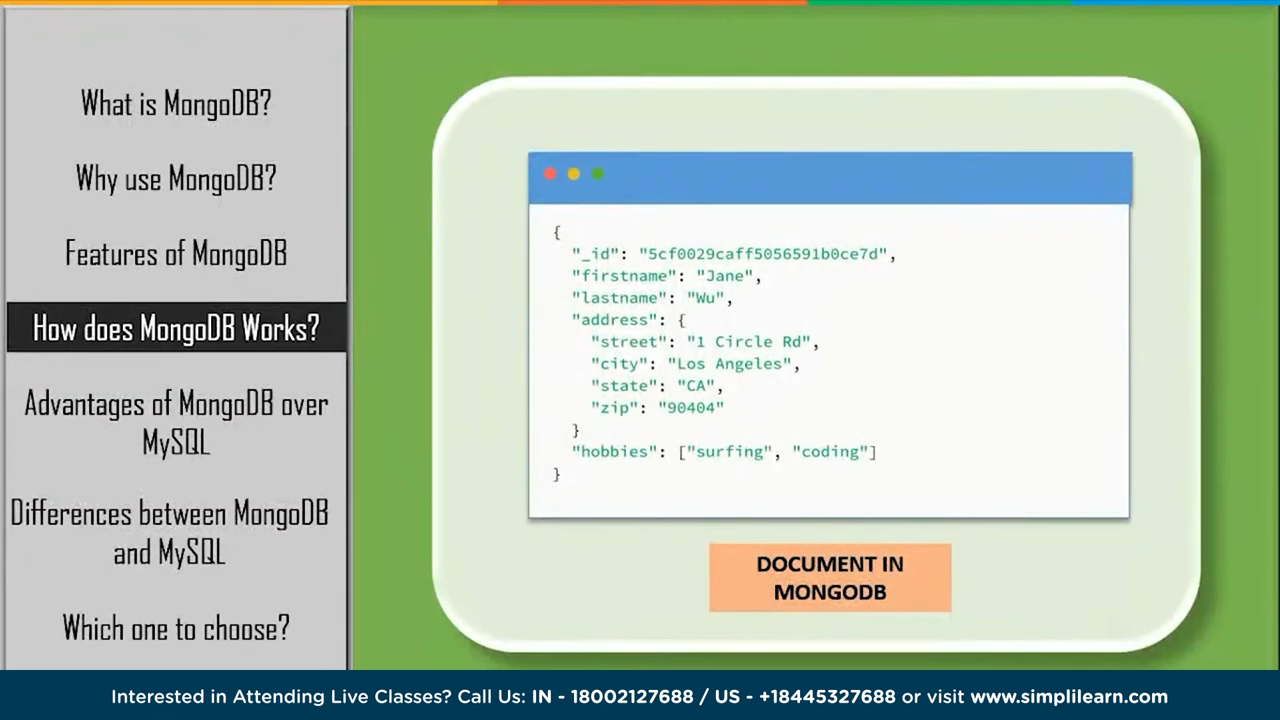 What is MongoDB?
Why use MongoDB?
Features of MongoDB
How does MongoDB Works?
Advantages of MongoDB over
MySQL
Differences between MongoDB
and MySQL
Which one to choose?
{
"_id": "5cf0029caff5056591b0ce7d",
"firstname": "Jane",
"lastname": "Wu",
"address": {
"street": "1 Circle Rd",
"city": "Los Angeles",
"state": "CA",
"zip": "90404"
}
"hobbies": ["surfing", "coding"]
}
DOCUMENT IN
MONGODB
Interested in Attending Live Classes? Call Us: IN - 18002127688 / US - +18445327688 or visit www.simplilearn.com